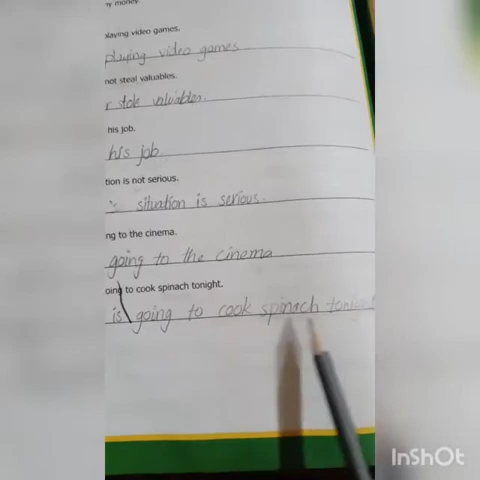 y money
playing video games.
playing video games
not steal valuables.
r stole valuables.
his job.
his job
tion is not serious.
situation is serious.
ng to the cinema.
going to the cinema
oing to cook spinach tonight.
is going to cook spinach tonight
InShOt